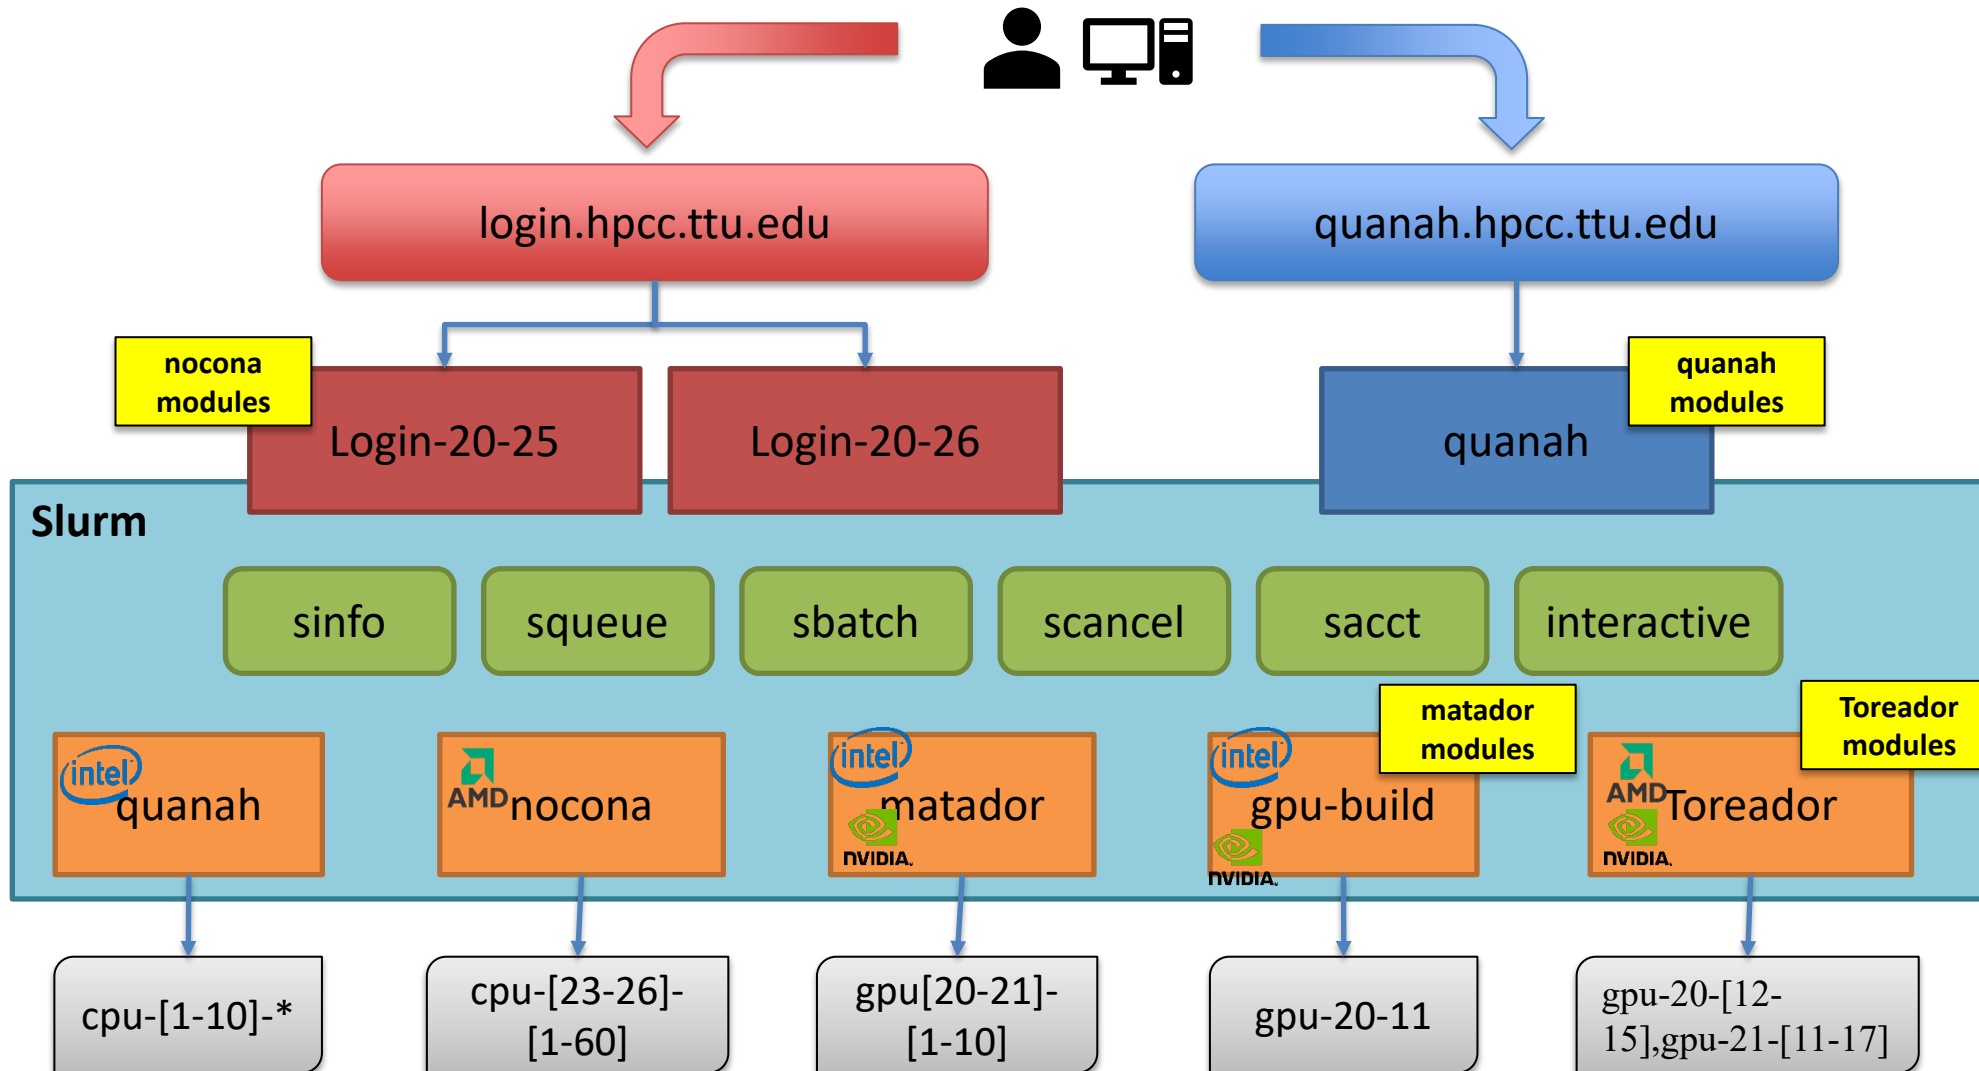 login.hpcc.ttu.edu
quanah.hpcc.ttu.edu
nocona
modules
Login-20-25
Login-20-26
quanah
quanah
modules
Slurm
sinfo
squeue
sbatch
scancel
sacct
interactive
intel
quanah
AMD
nocona
intel
matador
NVIDIA.
matador
modules
intel
gpu-build
NVIDIA.
Toreador
modules
AMD
Toreador
NVIDIA.
cpu-[1-10]-*
cpu-[23-26]-
[1-60]
gpu[20-21]-
[1-10]
gpu-20-11
gpu-20-[12-
15],gpu-21-[11-17]